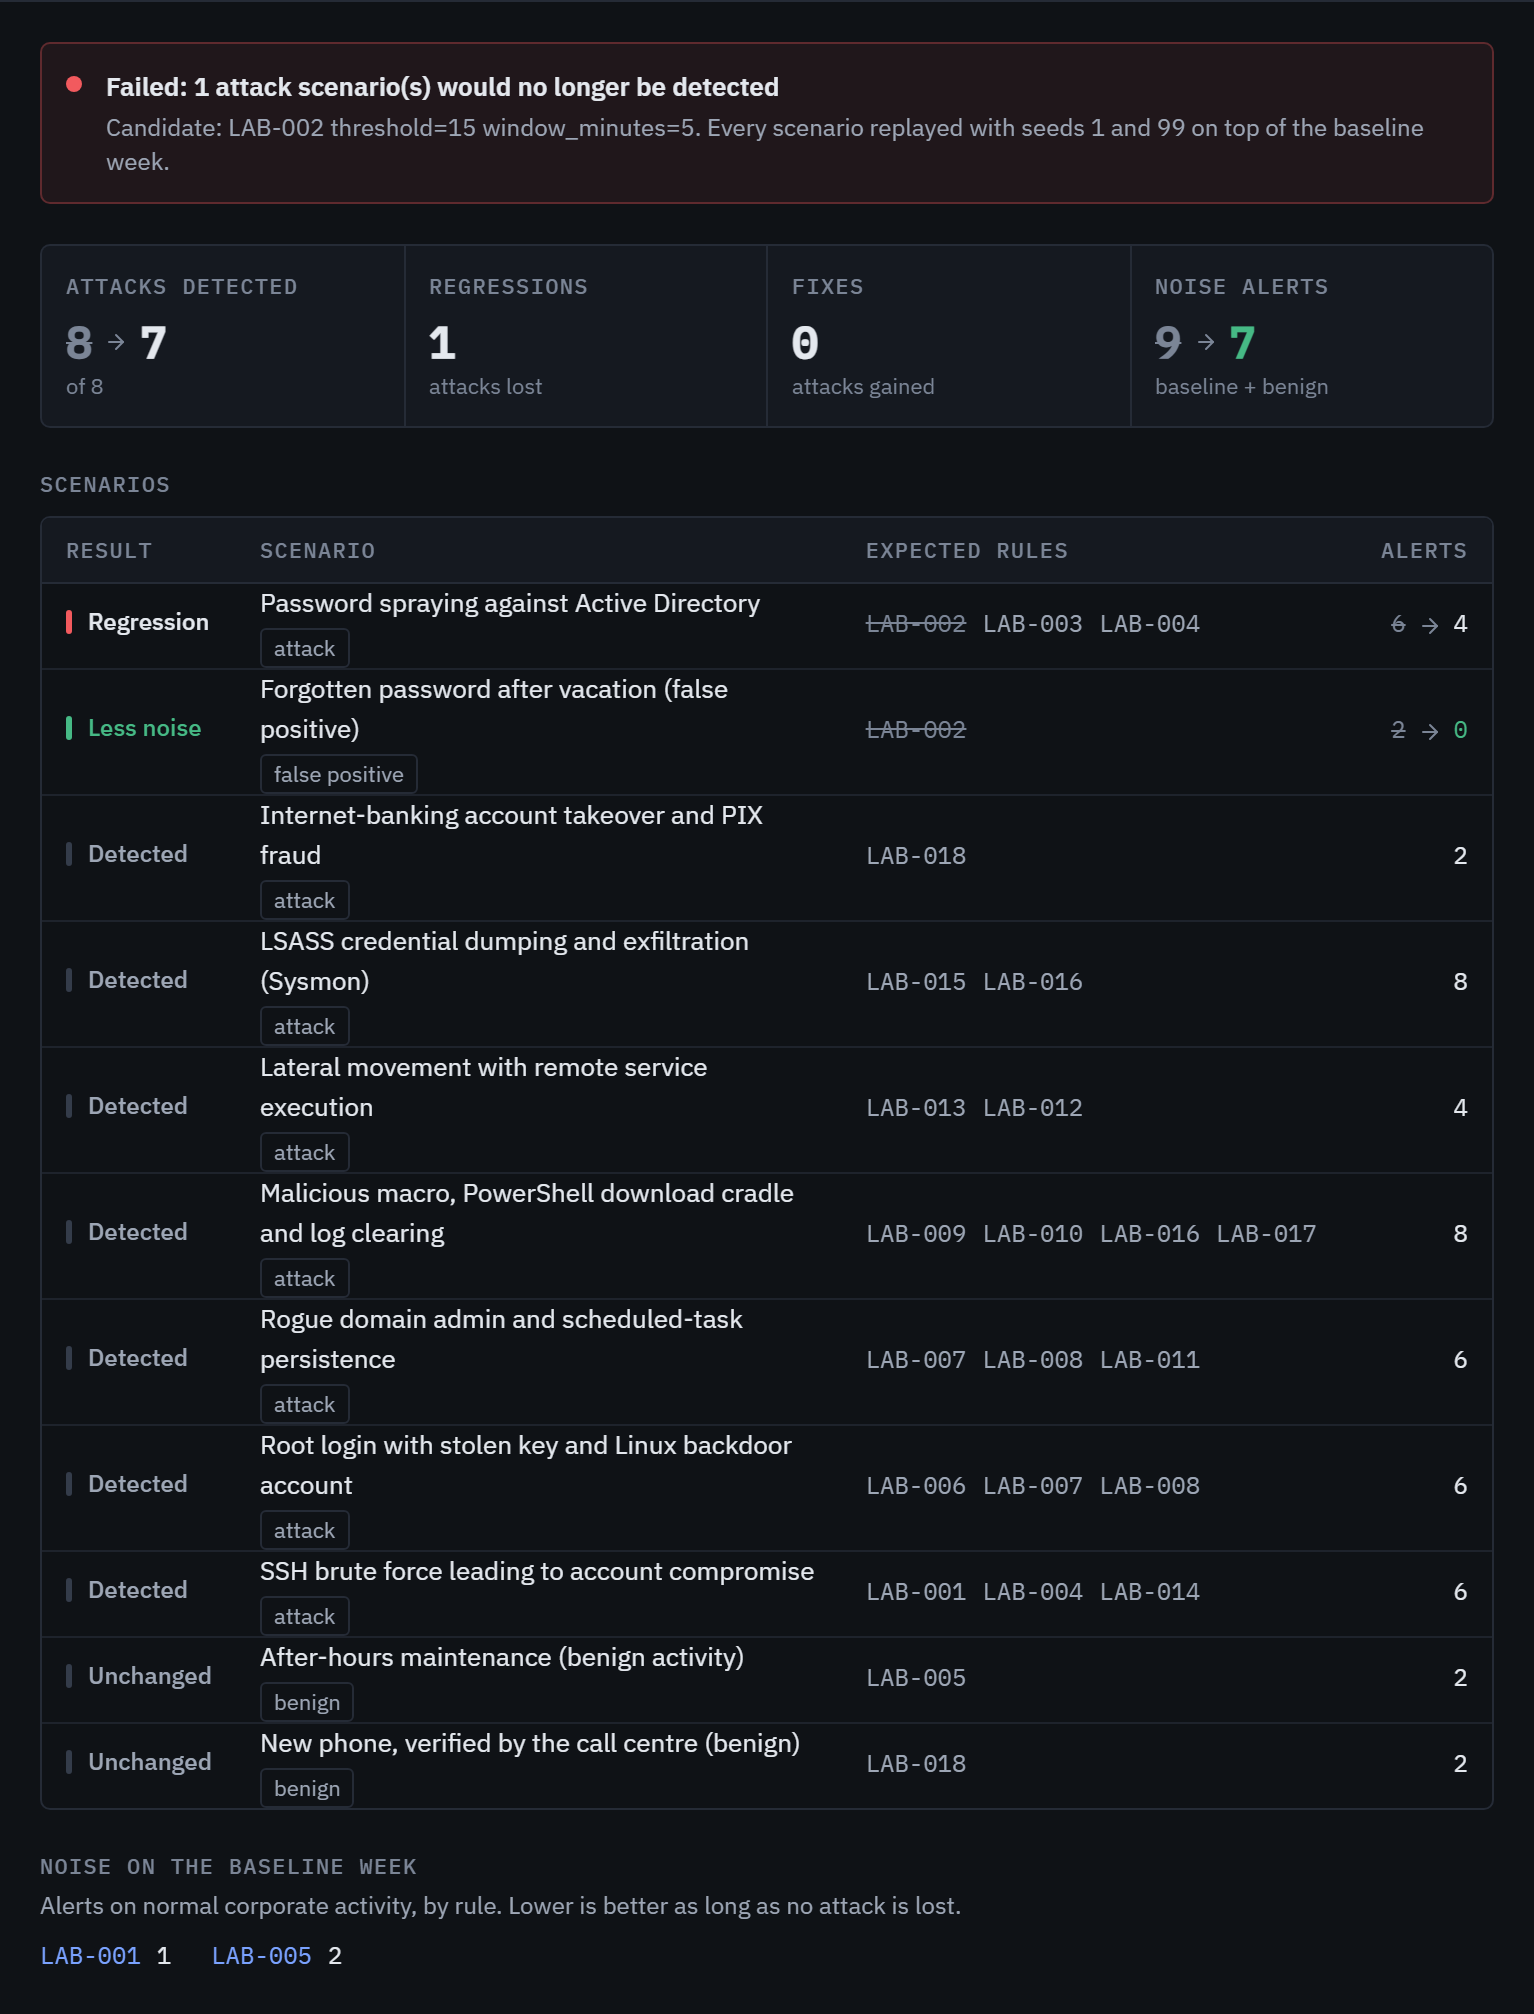 Failed: 1 attack scenario(s) would no longer be detected
Candidate: LAB-002 threshold=15 window_minutes=5. Every scenario replayed with seeds 1 and 99 on top of the baseline
week.
ATTACKS DETECTED
8 → 7
of 8
REGRESSIONS
1
attacks lost
FIXES
0
attacks gained
NOISE ALERTS
9 → 7
baseline + benign
SCENARIOS
RESULT SCENARIO EXPECTED RULES ALERTS
Regression
Password spraying against Active Directory
attack
LAB-002 LAB-003 LAB-004
6 → 4
Less noise
Forgotten password after vacation (false
positive)
false positive
LAB-002
2 → 0
Detected
Internet-banking account takeover and PIX
fraud
attack
LAB-018
2
Detected
LSASS credential dumping and exfiltration
(Sysmon)
attack
LAB-015 LAB-016
8
Detected
Lateral movement with remote service
execution
attack
LAB-013 LAB-012
4
Detected
Malicious macro, PowerShell download cradle
and log clearing
attack
LAB-009 LAB-010 LAB-016 LAB-017
8
Detected
Rogue domain admin and scheduled-task
persistence
attack
LAB-007 LAB-008 LAB-011
6
Detected
Root login with stolen key and Linux backdoor
account
attack
LAB-006 LAB-007 LAB-008
6
Detected
SSH brute force leading to account compromise
attack
LAB-001 LAB-004 LAB-014
6
Unchanged
After-hours maintenance (benign activity)
benign
LAB-005
2
Unchanged
New phone, verified by the call centre (benign)
benign
LAB-018
2
NOISE ON THE BASELINE WEEK
Alerts on normal corporate activity, by rule. Lower is better as long as no attack is lost.
LAB-001 1 LAB-005 2